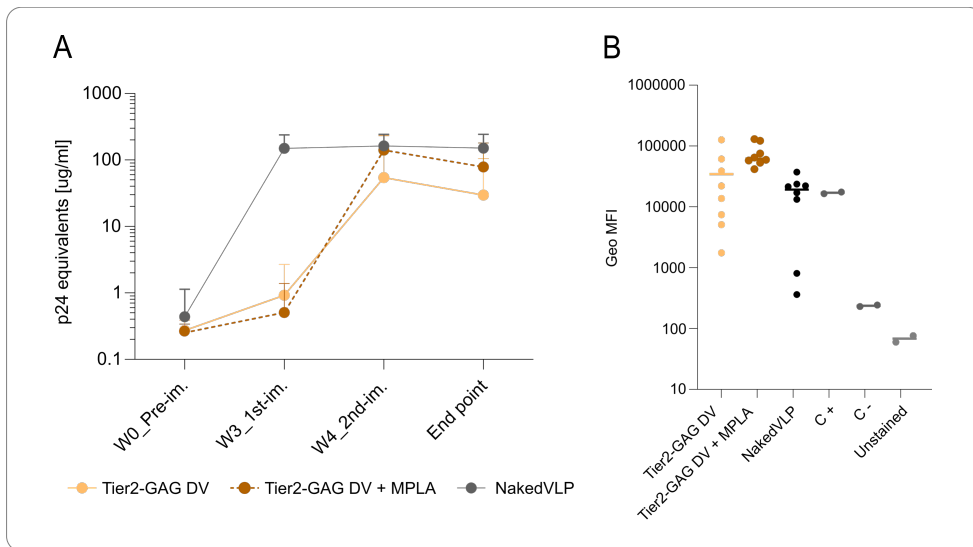 A
p24 equivalents [ug/ml]
1000
100
10
1
0.1
W0_Pre-im.
W3_1st-im.
W4_2nd-im.
End point
Tier2-GAG DV
Tier2-GAG DV + MPLA
NakedVLP
B
Geo MFI
1000000
100000
10000
1000
100
10
Tier2-GAG DV
Tier2-GAG DV + MPLA
NakedVLP
C +
C -
Unstained